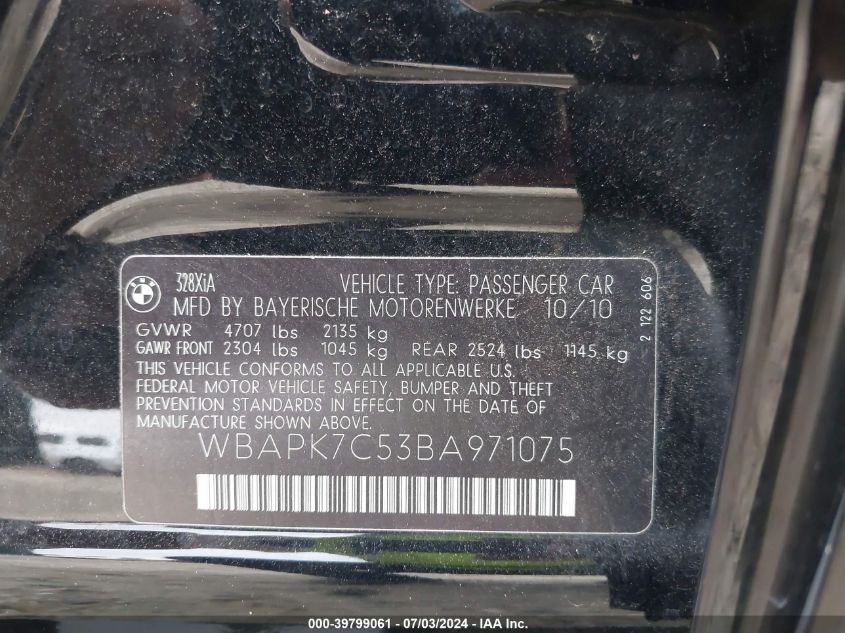 BMW
328XiA VEHICLE TYPE: PASSENGER CAR
MFD BY BAYERISCHE MOTORENWERKE 10/10
GVWR 4707 lbs 2135 kg
GAWR FRONT 2304 lbs 1045 kg REAR 2524 lbs 1145 kg
THIS VEHICLE CONFORMS TO ALL APPLICABLE U.S.
FEDERAL MOTOR VEHICLE SAFETY, BUMPER AND THEFT
PREVENTION STANDARDS IN EFFECT ON THE DATE OF
MANUFACTURE SHOWN ABOVE.
WBAPK7C53BA971075
2 122 606
000-39799061 - 07/03/2024 - IAA Inc.